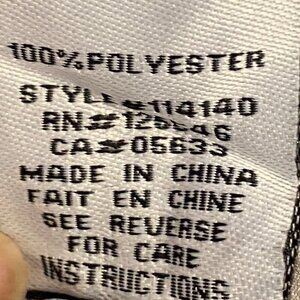 100% POLYESTER
STYLE#114140
RN#
CA#05633
MADE IN CHINA
FAIT EN CHINE
SEE REVERSE
FOR CARE
INSTRUCTIONS